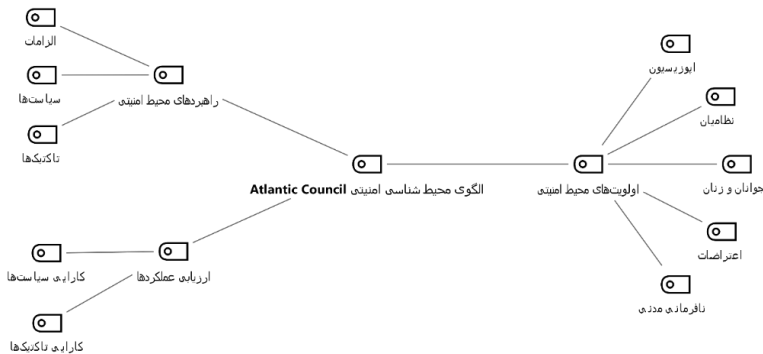 الزامات
سیاست‌ها
تاکتیک‌ها
راهبردهای محیط امنیتی
الگوی محیط شناسی امنیتی Atlantic Council
اولویت‌های محیط امنیتی
اپوزیسیون
نظامیان
جوانان و زنان
اعتراضات
نافرمانی مدنی
ارزیابی عملکردها
کارایی سیاست‌ها
کارایی تاکتیک‌ها